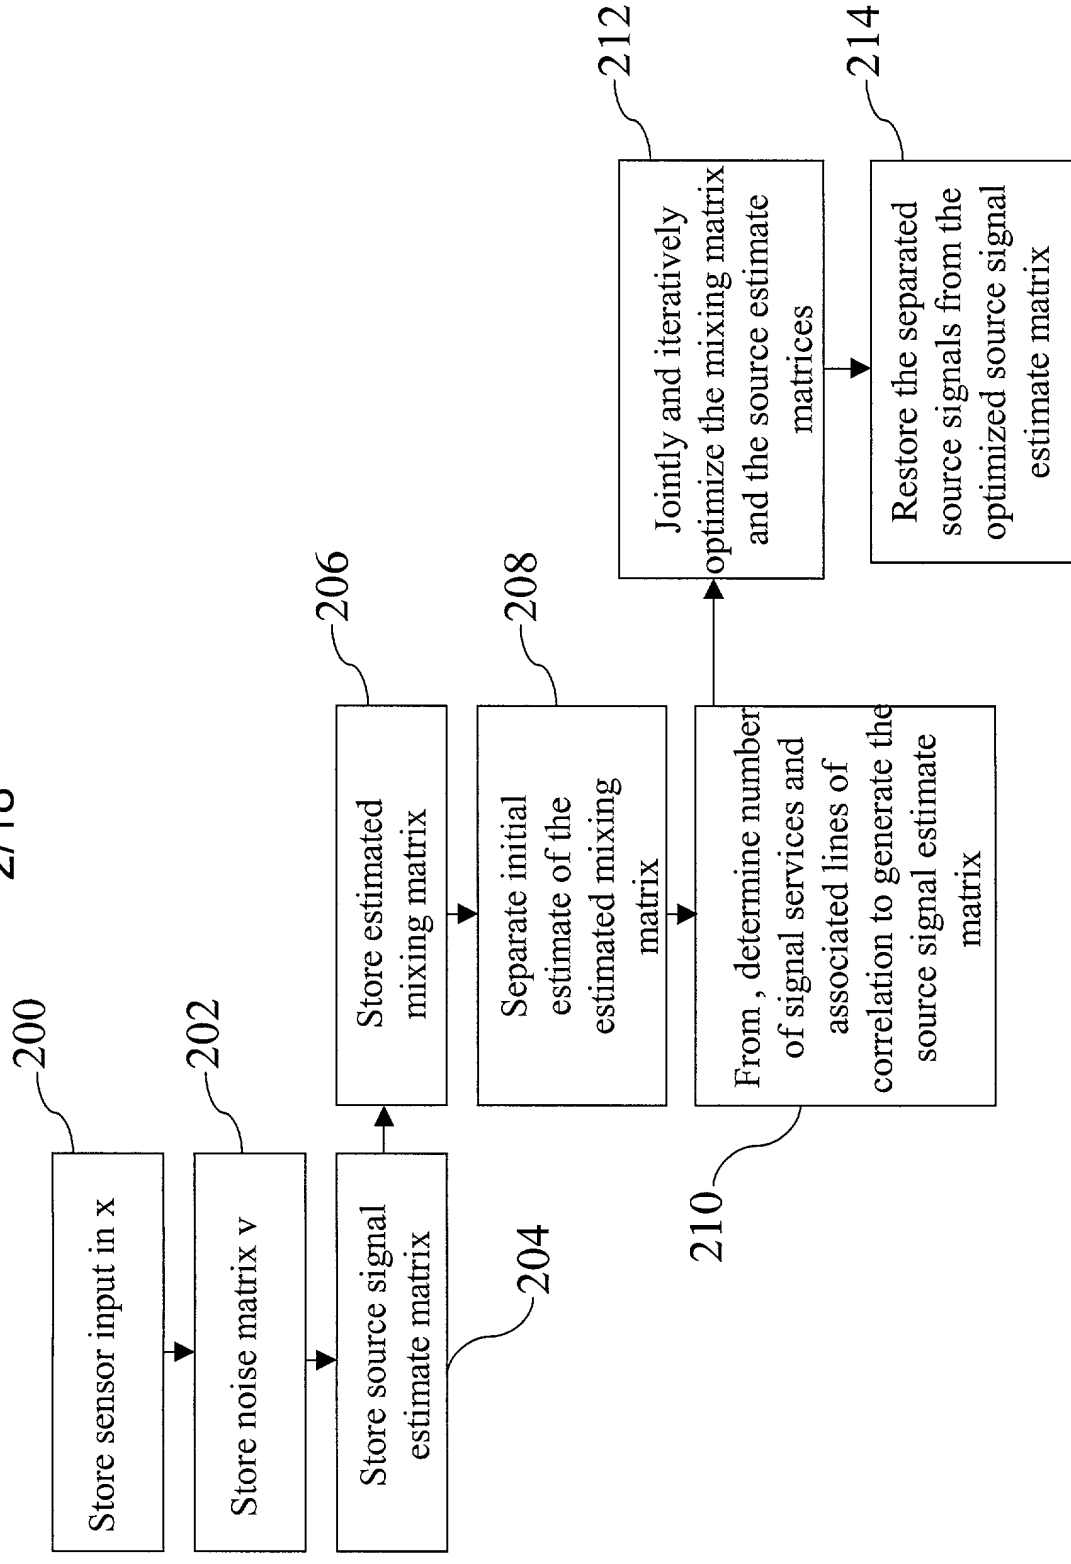 2/18
200
Store sensor input in x
202
Store noise matrix v
Store source signal
estimate matrix
204
206
Store estimated
mixing matrix
208
Separate initial
estimate of the
estimated mixing
matrix
From , determine number
of signal services and
associated lines of
correlation to generate the
source signal estimate
matrix
210
212
Jointly and iteratively
optimize the mixing matrix
and the source estimate
matrices
214
Restore the separated
source signals from the
optimized source signal
estimate matrix